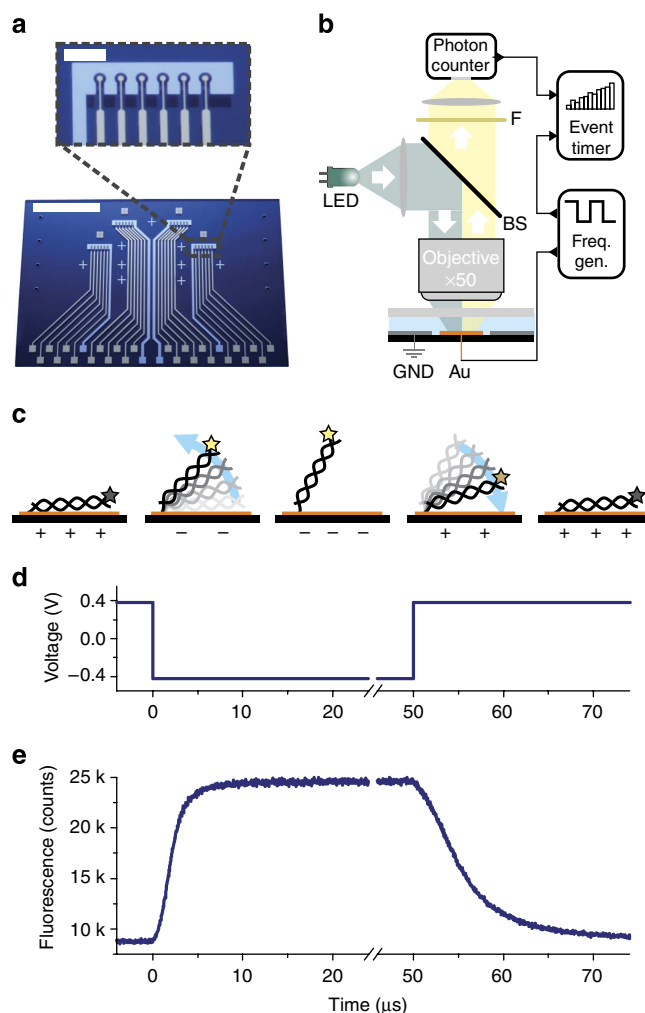 a
b
Photon
counter
F
Event
timer
LED
BS
Freq.
gen.
Objective
×50
GND
Au
c
+ + +
− −
− − −
+ +
+ + +
d
Voltage (V)
0.4
0.0
−0.4
0
10
20
50
60
70
e
Fluorescence (counts)
25 k
20 k
15 k
10 k
0
10
20
50
60
70
Time (μs)